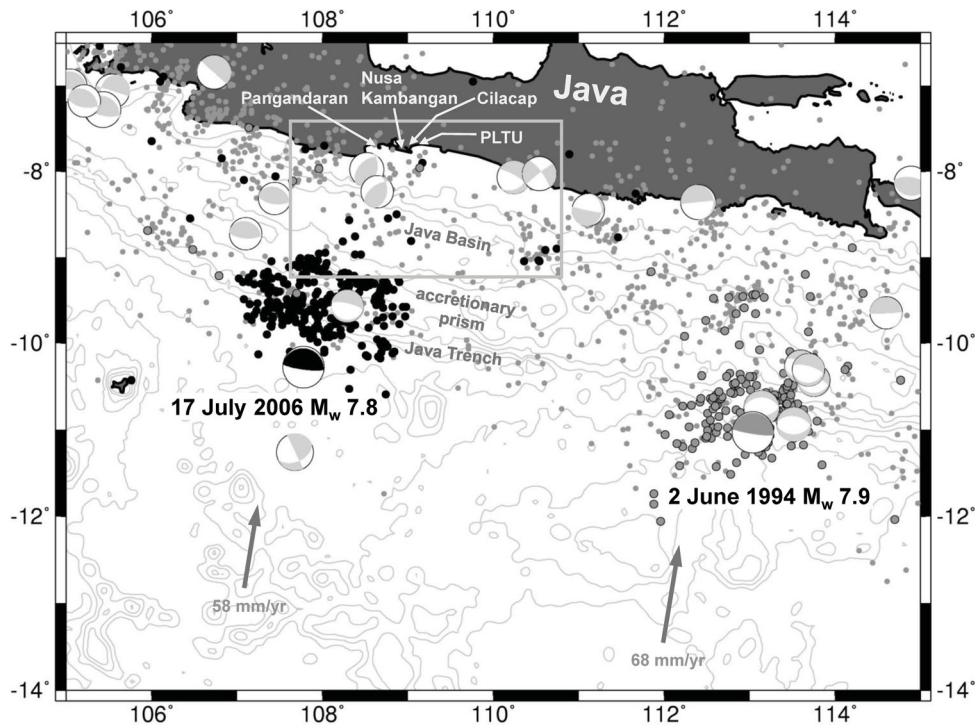 106° 108° 110° 112° 114°
Java
Nusa
Pangandaran Kambangan Cilacap
PLTU
-8° -8°
Java Basin
accretionary
prism
-10° -10°
Java Trench
17 July 2006 Mw 7.8
2 June 1994 Mw 7.9
-12° -12°
58 mm/yr
68 mm/yr
-14° -14°
106° 108° 110° 112° 114°